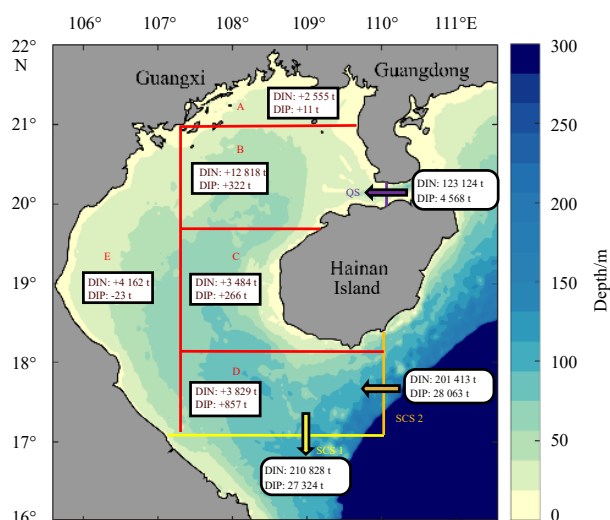 106° 107° 108° 109° 110° 111°E
22°
N
21°
20°
19°
18°
17°
16°
Guangxi
Guangdong
A
DIN: +2 555 t
DIP: +11 t
B
DIN: +12 818 t
DIP: +322 t
QS
DIN: 123 124 t
DIP: 4 568 t
E
DIN: +4 162 t
DIP: -23 t
C
DIN: +3 484 t
DIP: +266 t
Hainan
Island
D
DIN: +3 829 t
DIP: +857 t
DIN: 201 413 t
DIP: 28 063 t
SCS 2
SCS 1
DIN: 210 828 t
DIP: 27 324 t
300
250
200
150
100
50
0
Depth/m